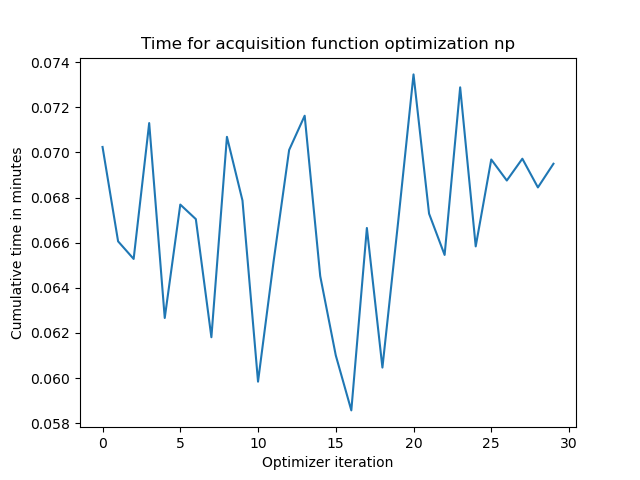 Time for acquisition function optimization np
0.074
0.072
0.070
0.068
0.066
0.064
0.062
0.060
0.058
Cumulative time in minutes
0 5 10 15 20 25 30
Optimizer iteration